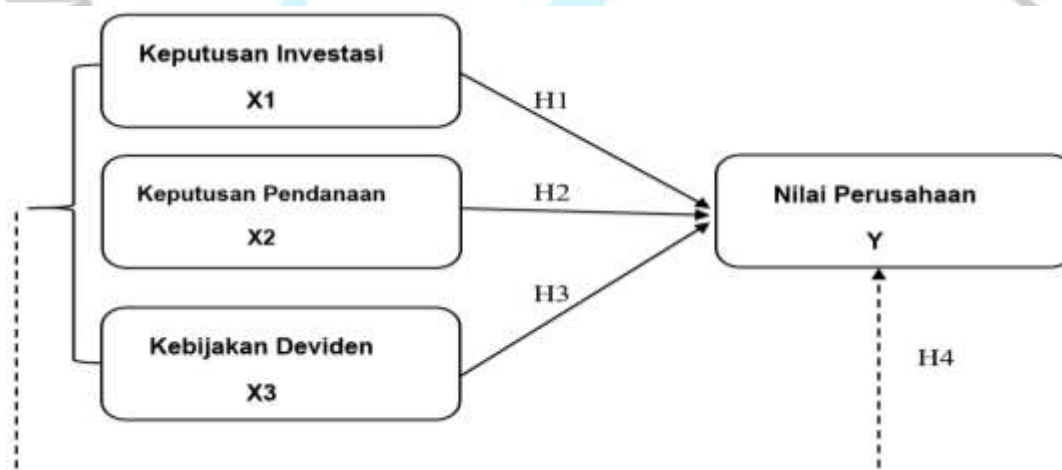 Keputusan Investasi
X1
H1
Keputusan Pendanaan
X2
H2
Nilai Perusahaan
Y
H3
Kebijakan Deviden
X3
H4